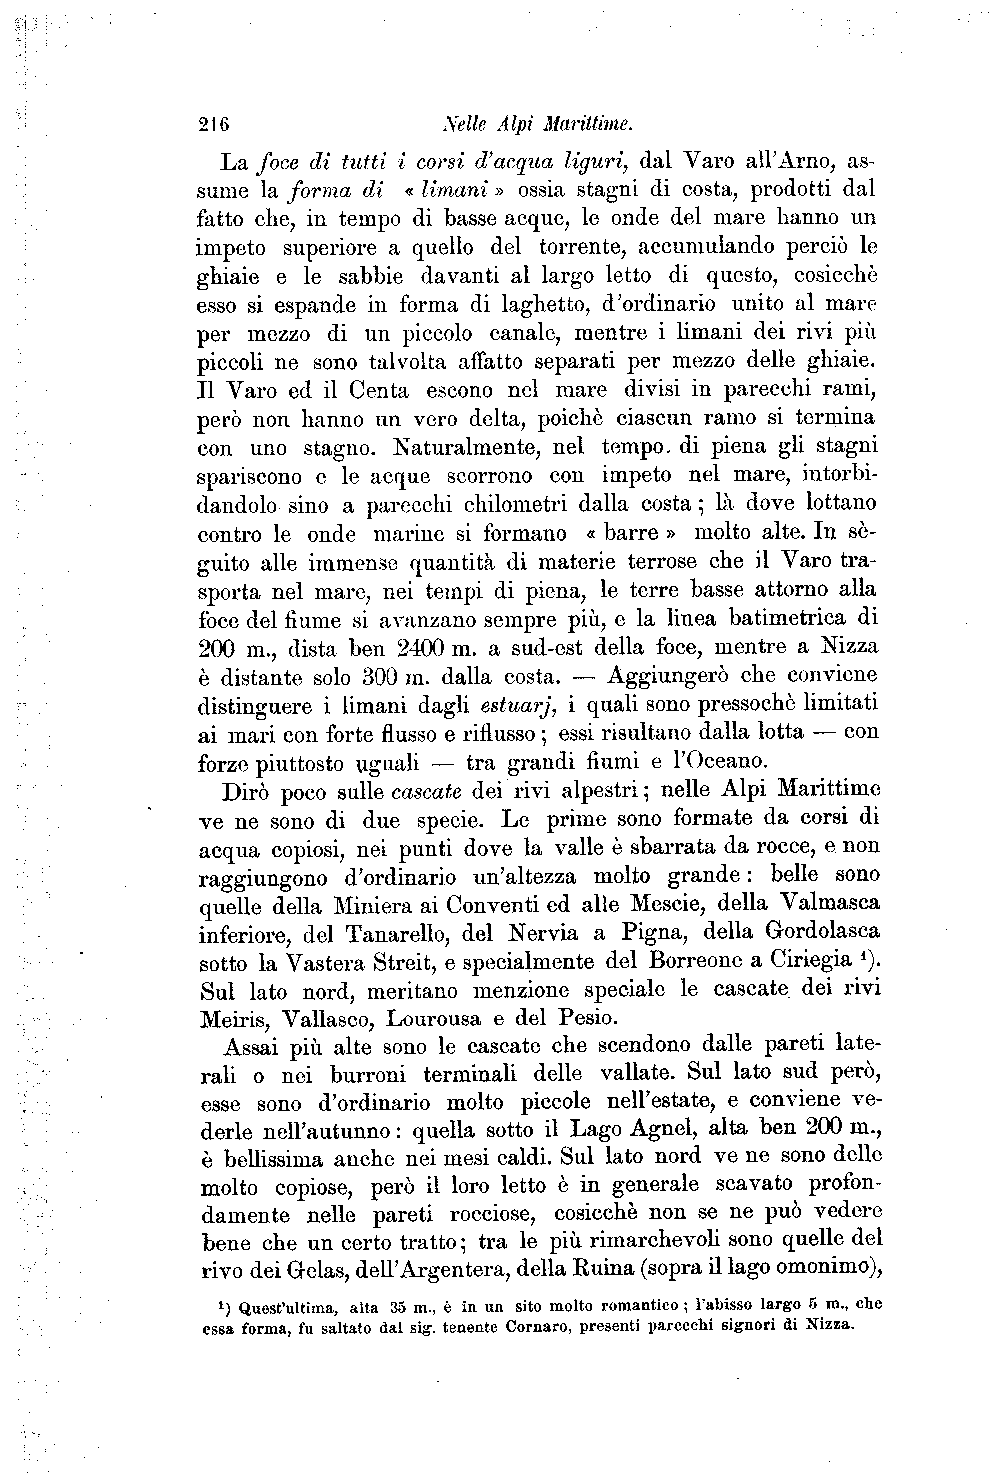 216 Nelle Alpi Marittime.
La foce di tutti i corsi d'acqua liguri, dal Varo all'Arno, as-
sume la forma di « limani » ossia stagni di costa, prodotti dal
fatto che, in tempo di basse acque, le onde del mare hanno un
impeto superiore a quello del torrente, accumulando perciò le
ghiaie e le sabbie davanti al largo letto di questo, cosicchè
esso si espande in forma di laghetto, d'ordinario unito al mare
per mezzo di un piccolo canale, mentre i limani dei rivi più
piccoli ne sono talvolta affatto separati per mezzo delle ghiaie.
Il Varo ed il Centa escono nel mare divisi in parecchi rami,
però non hanno un vero delta, poichè ciascun ramo si termina
con uno stagno. Naturalmente, nel tempo. di piena gli stagni
spariscono e le acque scorrono con impeto nel mare, intorbi-
dandolo sino a parecchi chilometri dalla costa ; là dove lottano
contro le onde marine si formano « barre » molto alte. In sè-
guito alle immense quantità di materie terrose che il Varo tra-
sporta nel mare, nei tempi di piena, le terre basse attorno alla
foce del fiume si avanzano sempre più, e la linea batimetrica di
200 m., dista ben 2400 m. a sud-est della foce, mentre a Nizza
è distante solo 300 m. dalla costa. — Aggiungerò che conviene
distinguere i limani dagli estuarj, i quali sono pressochè limitati
ai mari con forte flusso e riflusso ; essi risultano dalla lotta — con
forze piuttosto uguali — tra grandi fiumi e l'Oceano.
Dirò poco sulle cascate dei rivi alpestri ; nelle Alpi Marittime
ve ne sono di due specie. Le prime sono formate da corsi di
acqua copiosi, nei punti dove la valle è sbarrata da rocce, e non
raggiungono d'ordinario un'altezza molto grande : belle sono
quelle della Miniera ai Conventi ed alle Mescie, della Valmasca
inferiore, del Tanarello, del Nervia a Pigna, della Gordolasca
sotto la Vastera Streit, e specialmente del Borreone a Ciriegia ¹).
Sul lato nord, meritano menzione speciale le cascate dei rivi
Meiris, Vallasco, Lourousa e del Pesio.
Assai più alte sono le cascate che scendono dalle pareti late-
rali o nei burroni terminali delle vallate. Sul lato sud però,
esse sono d'ordinario molto piccole nell'estate, e conviene ve-
derle nell'autunno : quella sotto il Lago Agnel, alta ben 200 m.,
è bellissima anche nei mesi caldi. Sul lato nord ve ne sono delle
molto copiose, però il loro letto è in generale scavato profon-
damente nelle pareti rocciose, cosicchè non se ne può vedere
bene che un certo tratto ; tra le più rimarchevoli sono quelle del
rivo dei Gelas, dell'Argentera, della Ruina (sopra il lago omonimo),
¹) Quest'ultima, alta 35 m., è in un sito molto romantico ; l'abisso largo 5 m., che
essa forma, fu saltato dal sig. tenente Cornaro, presenti parecchi signori di Nizza.